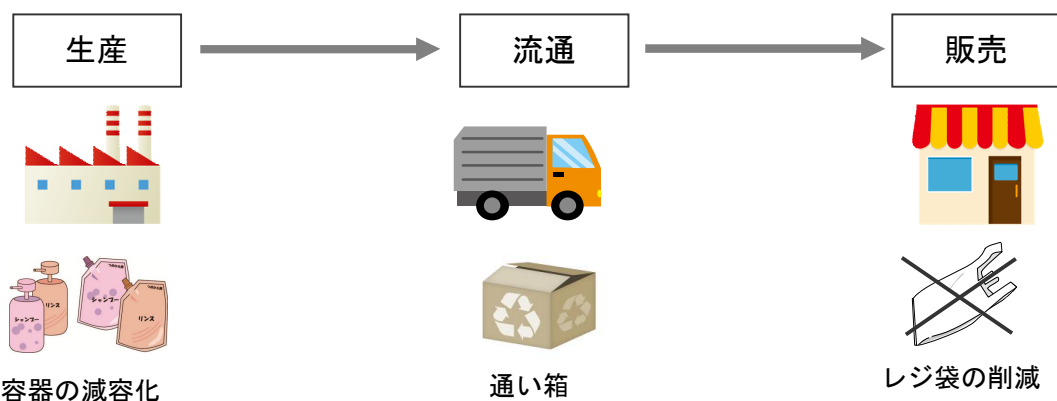 生産
流通
販売
シャンプー
リンス
シャンプー
リンス
容器の減容化
通い箱
レジ袋の削減